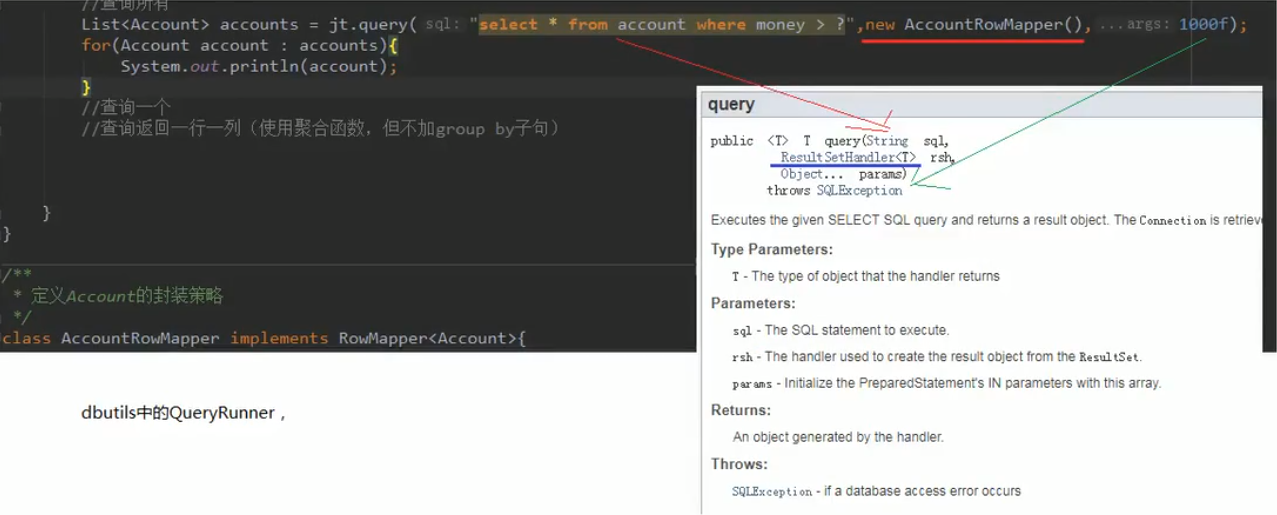 //查询所有
List<Account> accounts = jt.query( sql: "select * from account where money > ?",new AccountRowMapper(), ...args: 1000f);
for(Account account : accounts){
System.out.println(account);
}
//查询一个
//查询返回一行一列（使用聚合函数，但不加group by子句）
}
}
/**
* 定义Account的封装策略
*/
class AccountRowMapper implements RowMapper<Account>{
dbutils中的QueryRunner，
query
public <T> T query(String sql,
ResultSetHandler<T> rsh,
Object... params)
throws SQLException
Executes the given SELECT SQL query and returns a result object. The Connection is retrieve
Type Parameters:
T - The type of object that the handler returns
Parameters:
sql - The SQL statement to execute.
rsh - The handler used to create the result object from the ResultSet.
params - Initialize the PreparedStatement's IN parameters with this array.
Returns:
An object generated by the handler.
Throws:
SQLException - if a database access error occurs